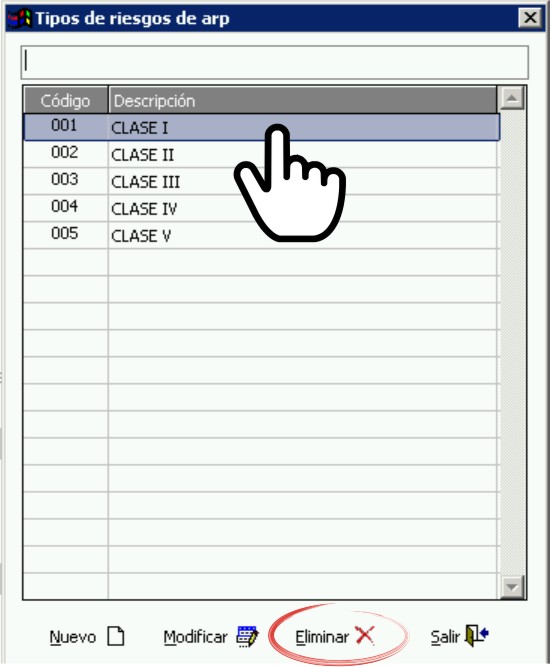 Tipos de riesgos de arp
Código Descripción
001 CLASE I
002 CLASE II
003 CLASE III
004 CLASE IV
005 CLASE V
Nuevo Modificar Eliminar Salir